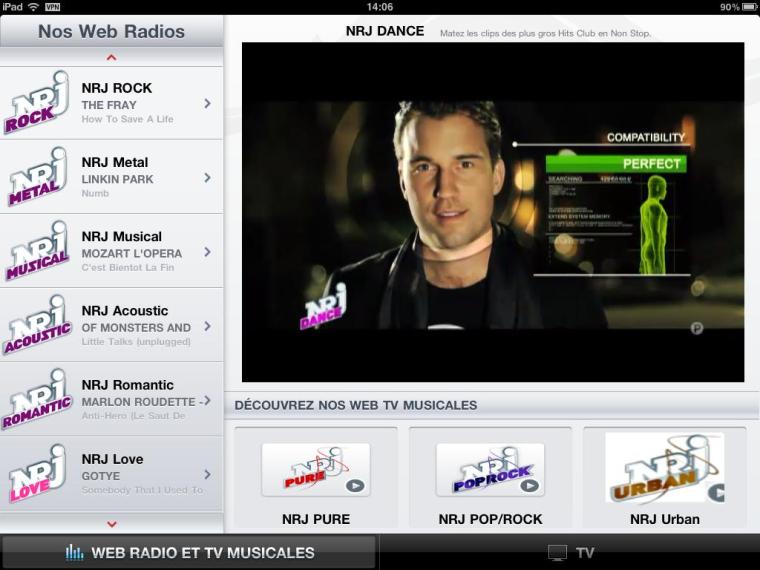 iPad VPN 14:06 90%
Nos Web Radios
NRJ ROCK
NRJ ROCK
THE FRAY
How To Save A Life
NRJ METAL
NRJ Metal
LINKIN PARK
Numb
NRJ MUSICAL
NRJ Musical
MOZART L'OPERA
C'est Bientot La Fin
NRJ ACOUSTIC
NRJ Acoustic
OF MONSTERS AND
Little Talks (unplugged)
NRJ ROMANTIC
NRJ Romantic
MARLON ROUDETTE -
Anti-Hero (Le Saut De
NRJ LOVE
NRJ Love
GOTYE
Somebody That I Used To
NRJ DANCE Matez les clips des plus gros Hits Club en Non Stop.
COMPATIBILITY
PERFECT
SEARCHING
EXTEND SYSTEM MEMORY
NRJ DANCE
P
DÉCOUVREZ NOS WEB TV MUSICALES
NRJ PURE
NRJ POPROCK
NRJ URBAN
NRJ PURE
NRJ POP/ROCK
NRJ Urban
WEB RADIO ET TV MUSICALES
TV